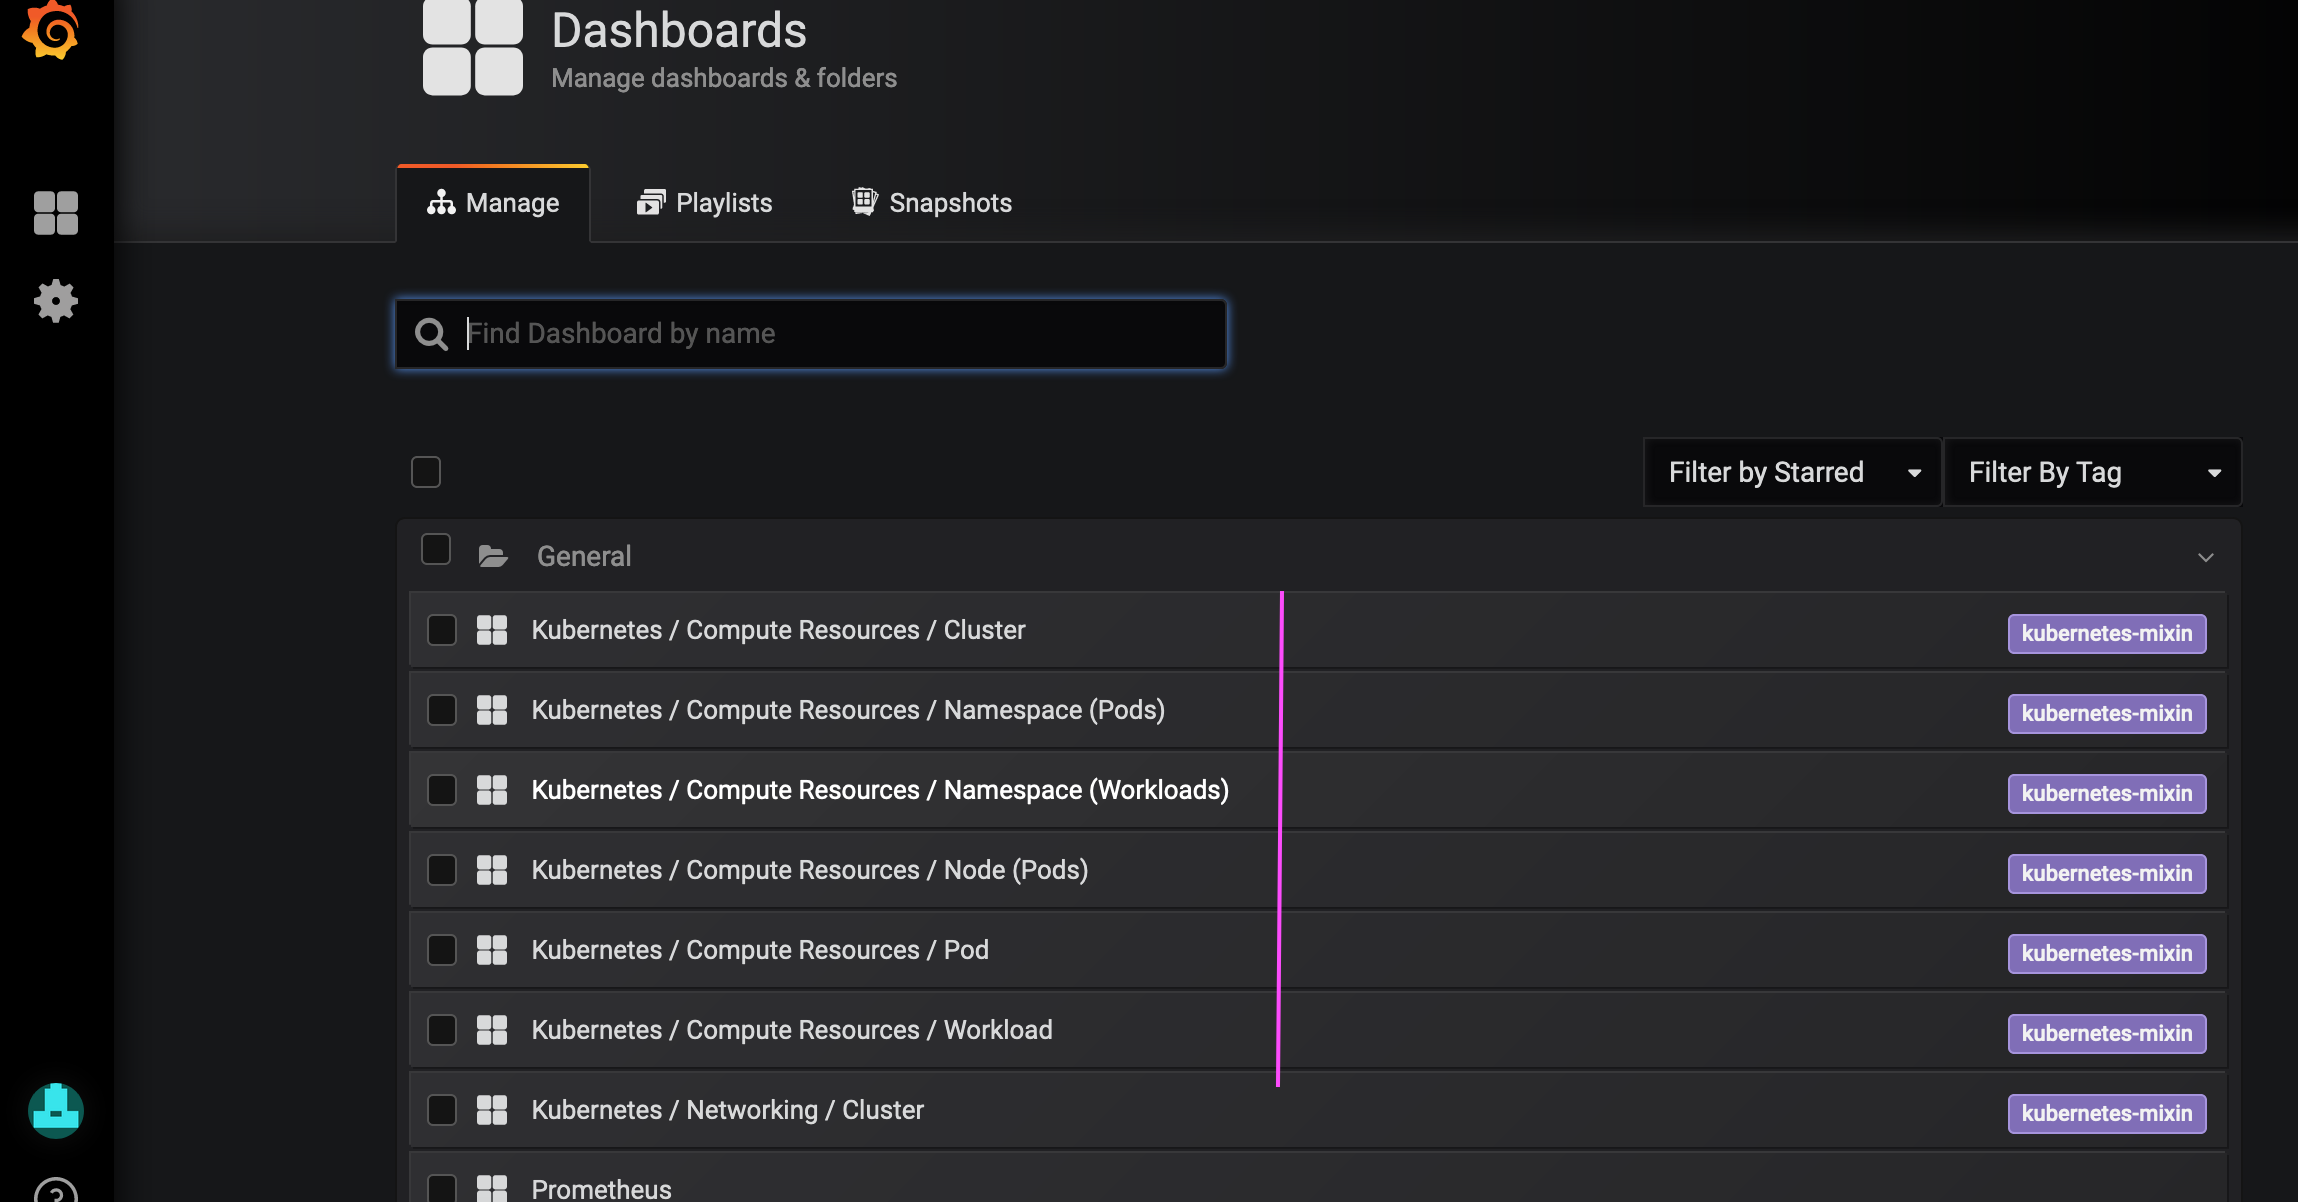 Dashboards
Manage dashboards & folders
Manage
Playlists
Snapshots
Find Dashboard by name
Filter by Starred
Filter By Tag
General
Kubernetes / Compute Resources / Cluster
kubernetes-mixin
Kubernetes / Compute Resources / Namespace (Pods)
kubernetes-mixin
Kubernetes / Compute Resources / Namespace (Workloads)
kubernetes-mixin
Kubernetes / Compute Resources / Node (Pods)
kubernetes-mixin
Kubernetes / Compute Resources / Pod
kubernetes-mixin
Kubernetes / Compute Resources / Workload
kubernetes-mixin
Kubernetes / Networking / Cluster
kubernetes-mixin
Prometheus